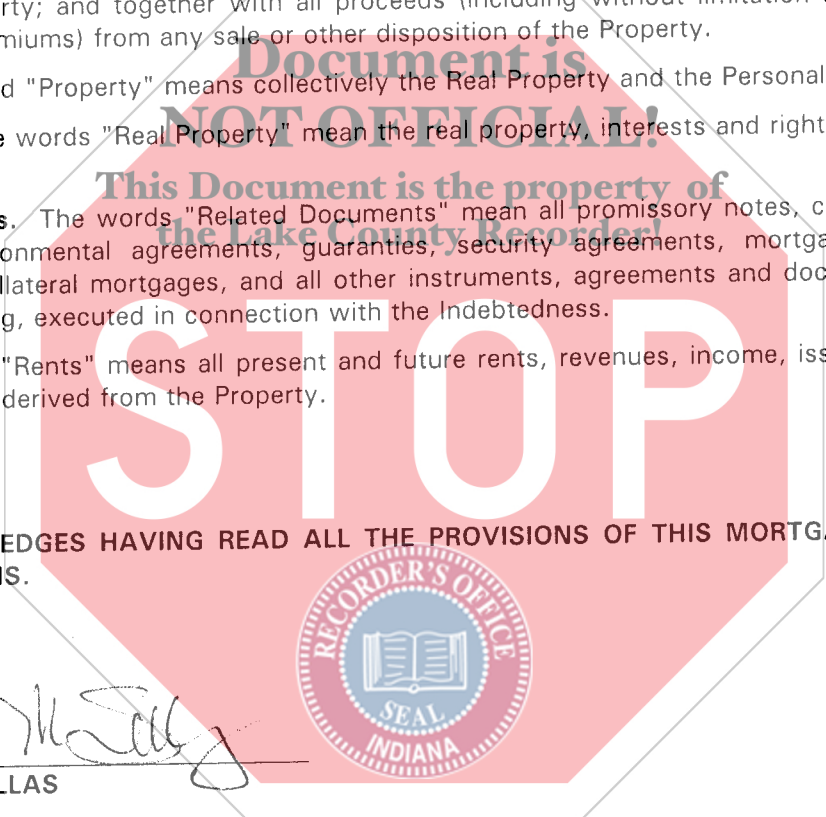 rty; and together with all proceeds (including without limitation
miums) from any sale or other disposition of the Property.
Document is
d "Property" means collectively the Real Property and the Personal
NOT OFFICIAL!
words "Real Property" mean the real property, interests and right
This Document is the property of
s. The words "Related Documents" mean all promissory notes, c
the Lake County Recorder!
onmental agreements, guaranties, security agreements, mortga
llateral mortgages, and all other instruments, agreements and doc
g, executed in connection with the Indebtedness.
"Rents" means all present and future rents, revenues, income, iss
derived from the Property.
STOP
EDGES HAVING READ ALL THE PROVISIONS OF THIS MORTGA
IS.
RECORDER'S OFFICE
SEAL
INDIANA
LLAS